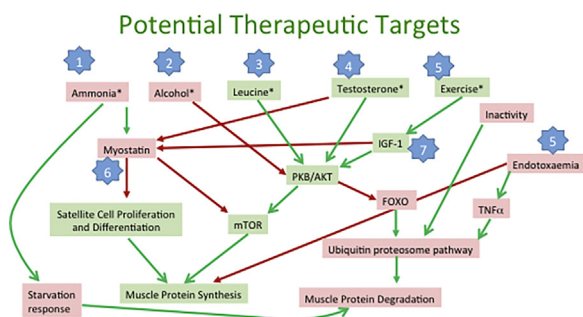 Potential Therapeutic Targets
1
2
3
4
5
Ammonia*
Alcohol*
Leucine*
Testosterone*
Exercise*
Inactivity
Myostatin
IGF-1
7
5
6
Endotoxaemia
PKB/AKT
FOXO
TNFα
Satellite Cell Proliferation
and Differentiation
mTOR
Ubiquitin proteosome pathway
Starvation
response
Muscle Protein Synthesis
Muscle Protein Degradation